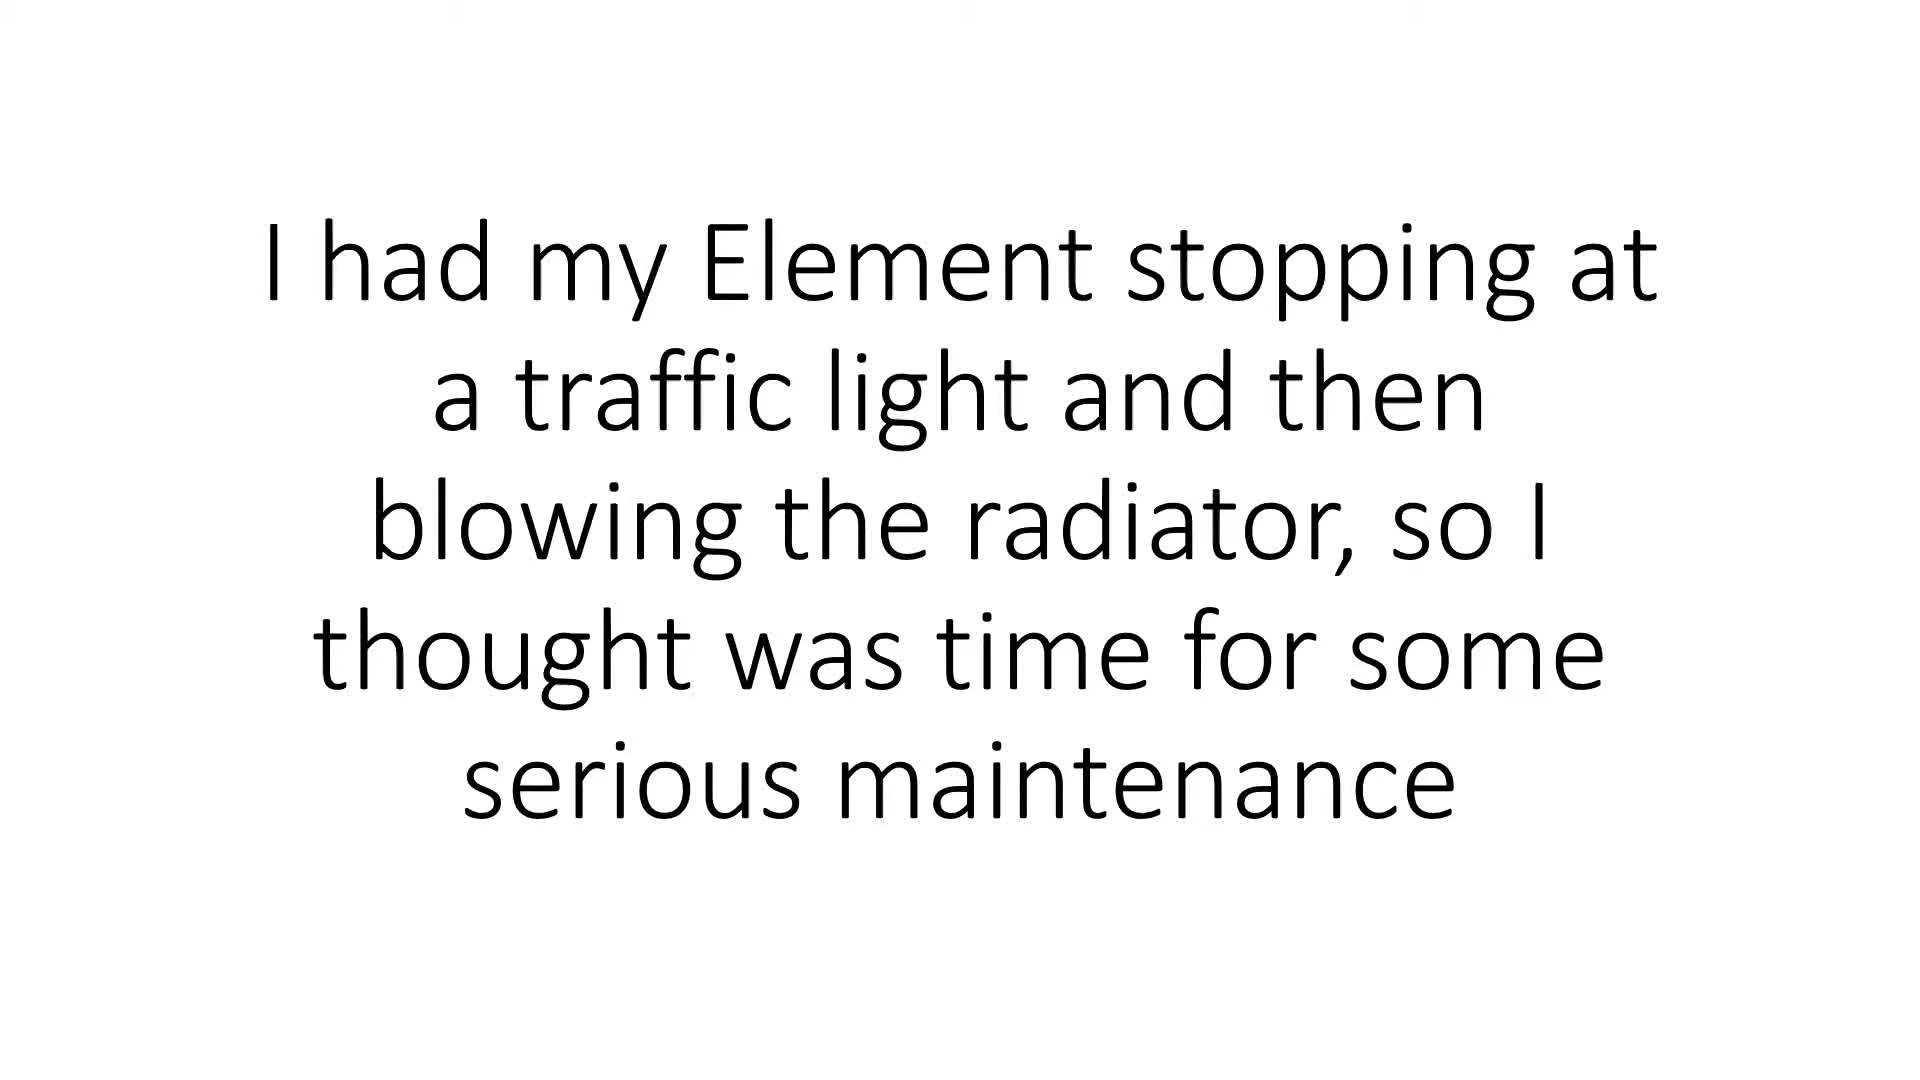 I had my Element stopping at
a traffic light and then
blowing the radiator, so I
thought was time for some
serious maintenance